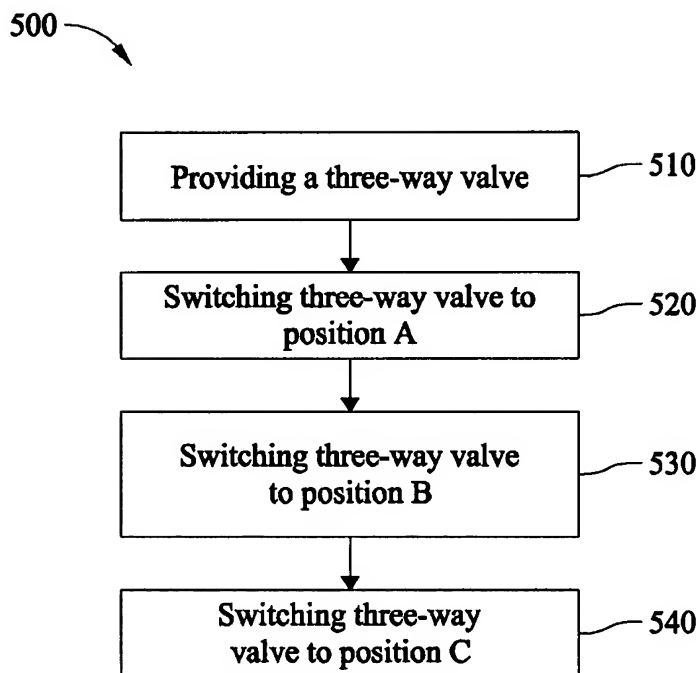 500
Providing a three-way valve
510
Switching three-way valve to
position A
520
Switching three-way valve
to position B
530
Switching three-way
valve to position C
540